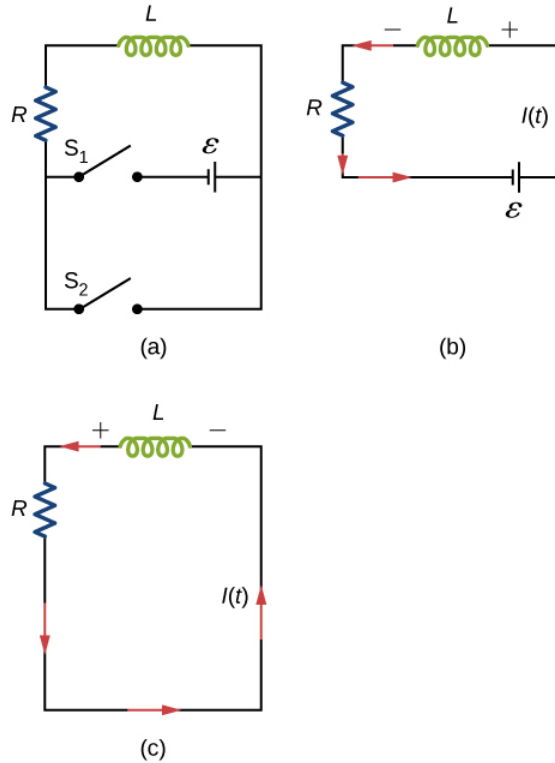 L
R
S1
ε
S2
(a)
− L +
R
I(t)
ε
(b)
+ L −
R
I(t)
(c)